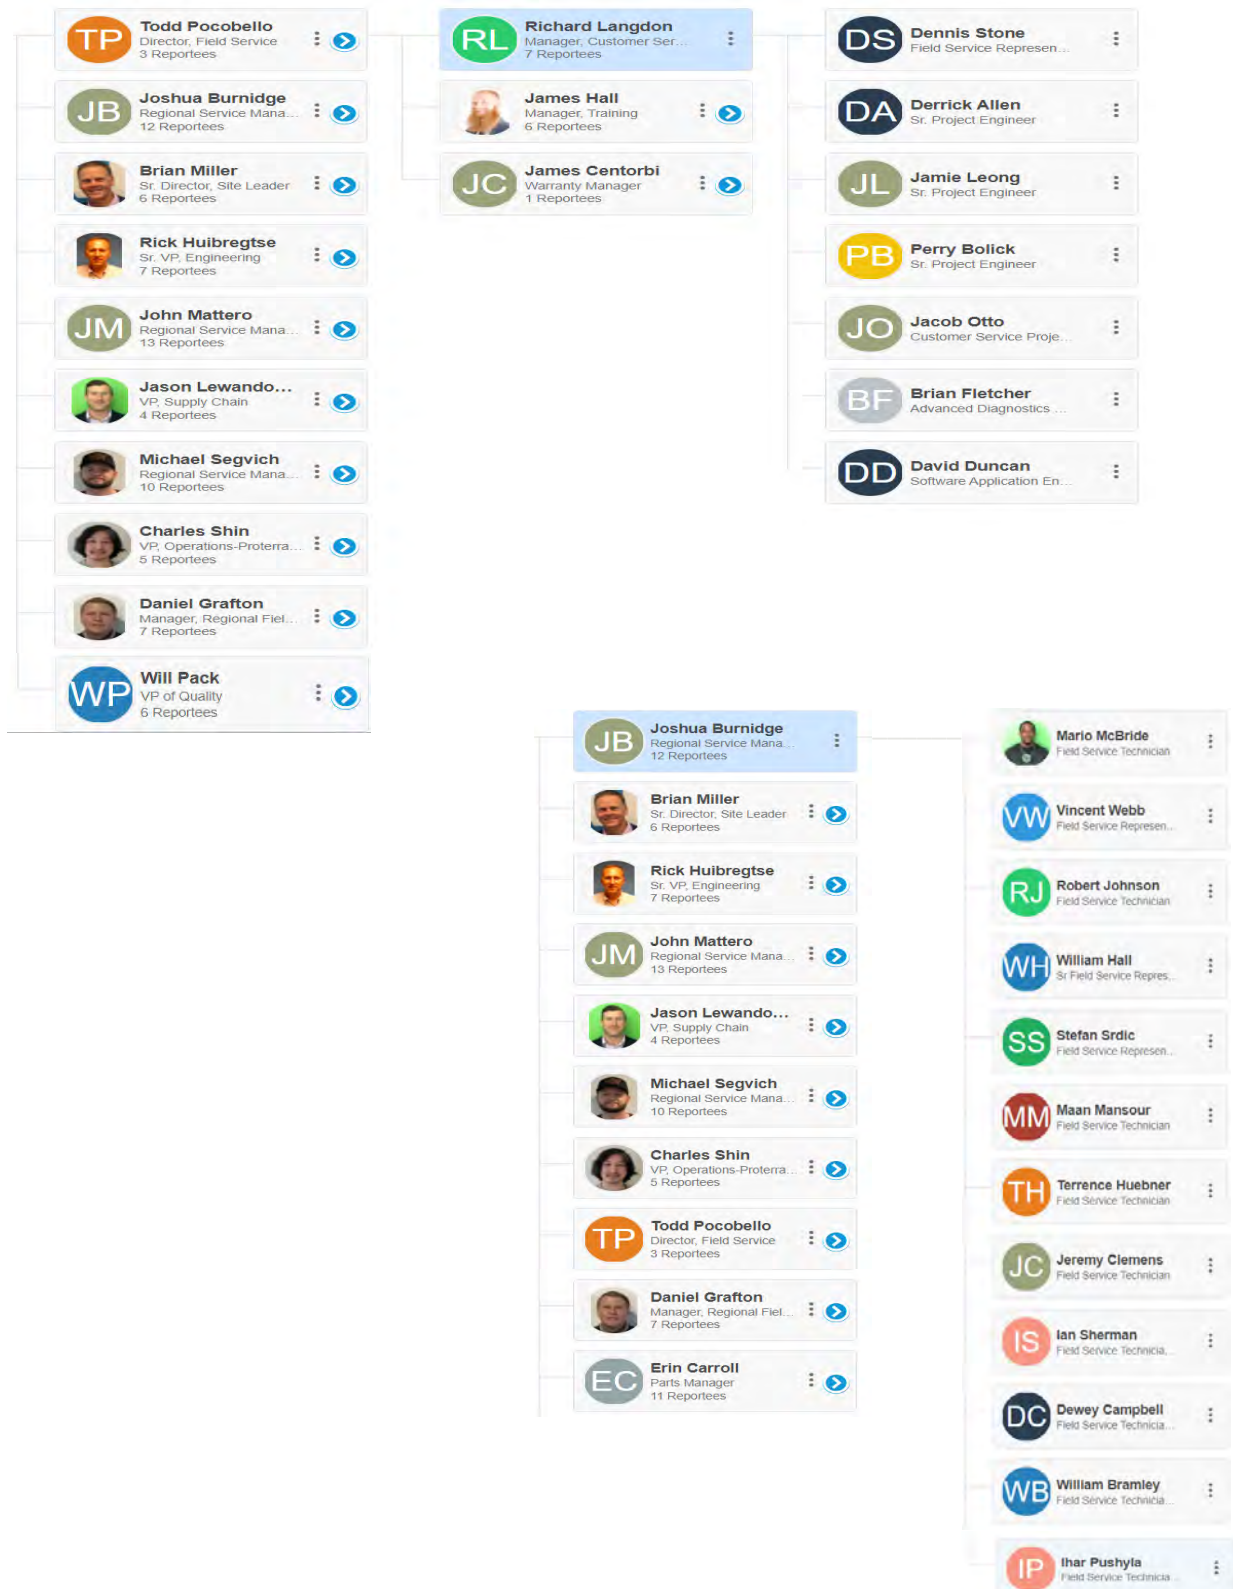 TP
Todd Pocobello
Director, Field Service
3 Reportees
JB
Joshua Burnidge
Regional Service Mana...
12 Reportees
Brian Miller
Sr. Director, Site Leader
6 Reportees
Rick Huibregtse
Sr. VP, Engineering
7 Reportees
JM
John Mattero
Regional Service Mana...
13 Reportees
Jason Lewando...
VP, Supply Chain
4 Reportees
Michael Segvich
Regional Service Mana...
10 Reportees
Charles Shin
VP, Operations-Proterra...
5 Reportees
Daniel Grafton
Manager, Regional Fiel...
7 Reportees
WP
Will Pack
VP of Quality
6 Reportees
RL
Richard Langdon
Manager, Customer Ser...
7 Reportees
James Hall
Manager, Training
6 Reportees
JC
James Centorbi
Warranty Manager
1 Reportees
DS
Dennis Stone
Field Service Represen...
DA
Derrick Allen
Sr. Project Engineer
JL
Jamie Leong
Sr. Project Engineer
PB
Perry Bolick
Sr. Project Engineer
JO
Jacob Otto
Customer Service Proje...
BF
Brian Fletcher
Advanced Diagnostics ...
DD
David Duncan
Software Application En...
JB
Joshua Burnidge
Regional Service Mana...
12 Reportees
Brian Miller
Sr. Director, Site Leader
6 Reportees
Rick Huibregtse
Sr. VP, Engineering
7 Reportees
JM
John Mattero
Regional Service Mana...
13 Reportees
Jason Lewando...
VP, Supply Chain
4 Reportees
Michael Segvich
Regional Service Mana...
10 Reportees
Charles Shin
VP, Operations-Proterra...
5 Reportees
TP
Todd Pocobello
Director, Field Service
3 Reportees
Daniel Grafton
Manager, Regional Fiel...
7 Reportees
EC
Erin Carroll
Parts Manager
11 Reportees
Mario McBride
Field Service Technician
VW
Vincent Webb
Field Service Represen...
RJ
Robert Johnson
Field Service Technician
WH
William Hall
Sr Field Service Repres...
SS
Stefan Srdic
Field Service Represen...
MM
Maan Mansour
Field Service Technician
TH
Terrence Huebner
Field Service Technician
JC
Jeremy Clemens
Field Service Technician
IS
Ian Sherman
Field Service Technicia...
DC
Dewey Campbell
Field Service Technicia...
WB
William Bramley
Field Service Technicia...
IP
Ihar Pushyla
Field Service Technicia...